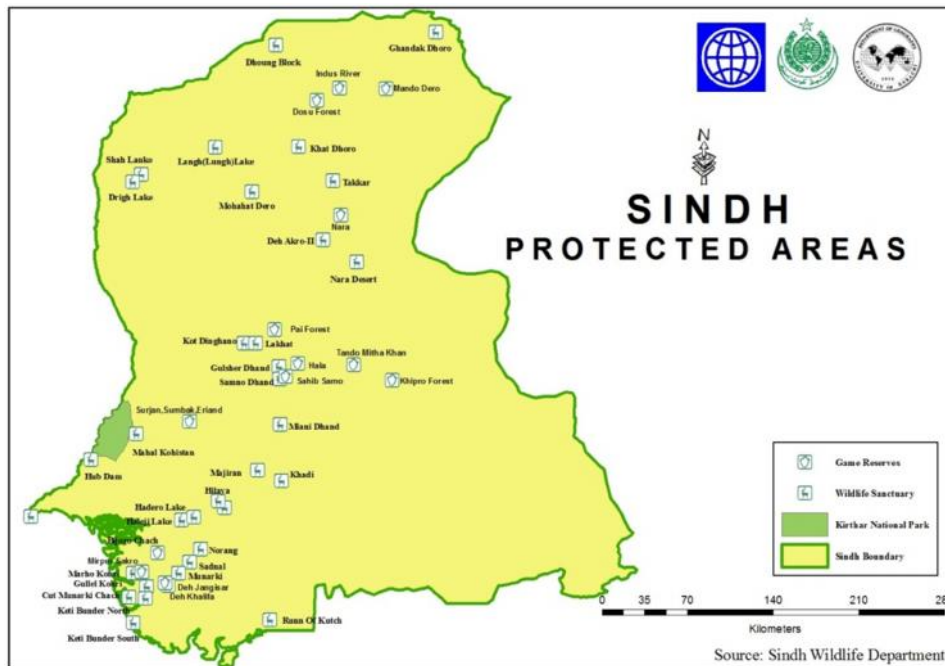 Ghandak Dhoro
Dhoung Block
Indus River
Mando Dero
Dosu Forest
N
SINDH
PROTECTED AREAS
Khat Dhoro
Langh(Lungh)Lake
Shah Lanko
Takkar
Drigh Lake
Mohabat Dero
Nara
Deh Akro-II
Nara Desert
Pai Forest
Kot Dinghano
Lakhat
Tando Mitha Khan
Gulsher Dhand
Hala
Samno Dhand
Sahib Samo
Khipro Forest
Surjan,Sumbak,Eriand
Miani Dhand
Mahal Kohistan
Hub Dam
Majiran
Khadi
Hilaya
Hadero Lake
Haleji Lake
Norang
Sadnal
Munarki
Marho Kotri
Deh Jangisar
Gullel Kohri
Deh Khalifa
Cut Munarki Chach
Keti Bunder North
Keti Bunder South
Runn Of Kutch
Game Reserves
Wildlife Sanctuary
Kirthar National Park
Sindh Boundary
0 35 70 140 210 280
Kilometers
Source: Sindh Wildlife Department